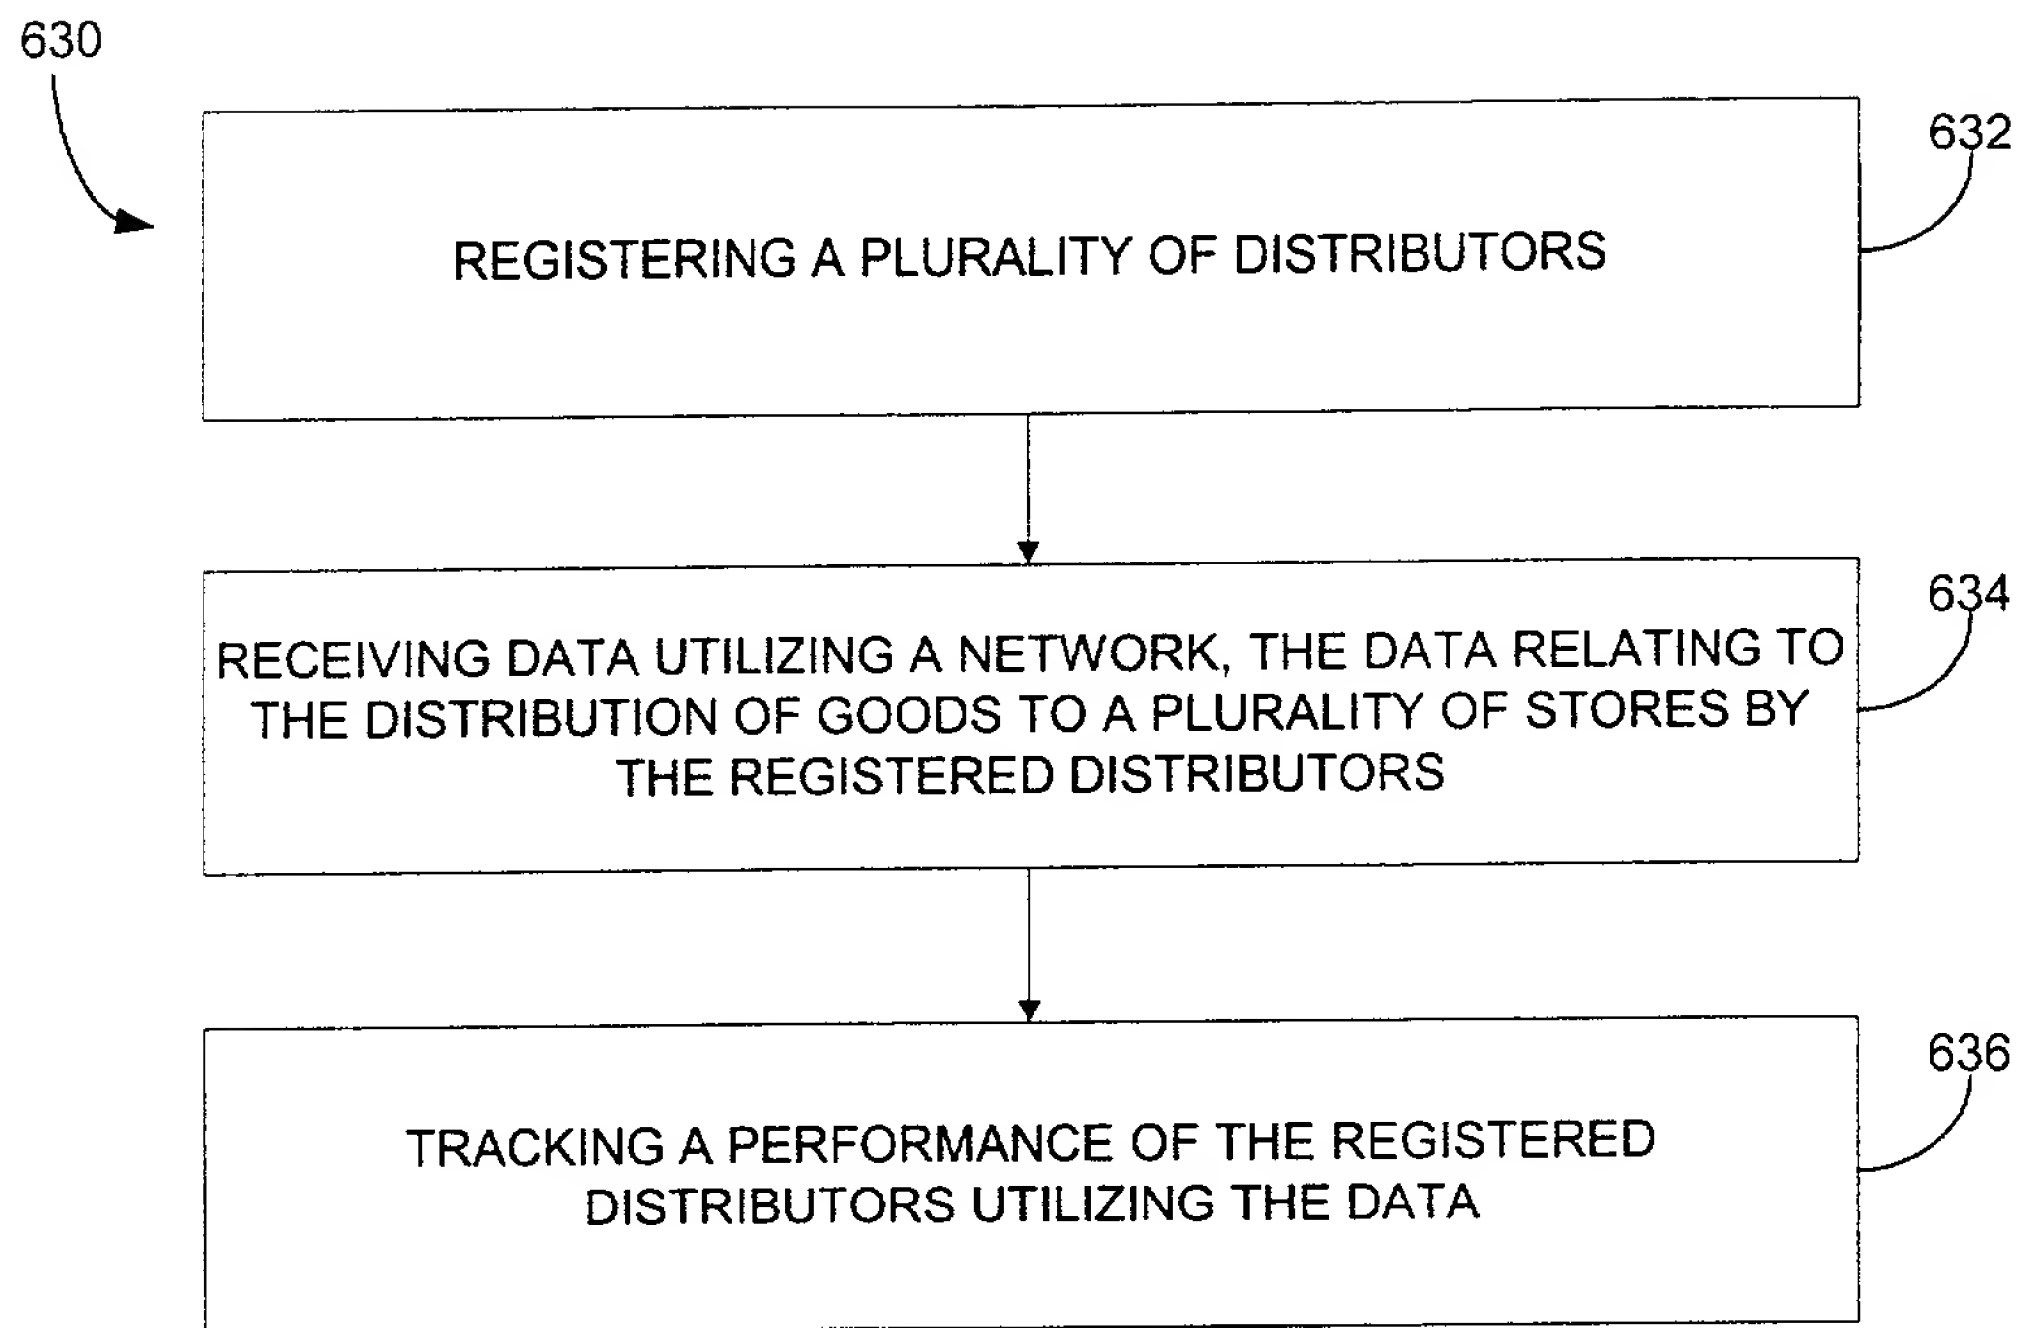 630
632
REGISTERING A PLURALITY OF DISTRIBUTORS
634
RECEIVING DATA UTILIZING A NETWORK, THE DATA RELATING TO
THE DISTRIBUTION OF GOODS TO A PLURALITY OF STORES BY
THE REGISTERED DISTRIBUTORS
636
TRACKING A PERFORMANCE OF THE REGISTERED
DISTRIBUTORS UTILIZING THE DATA